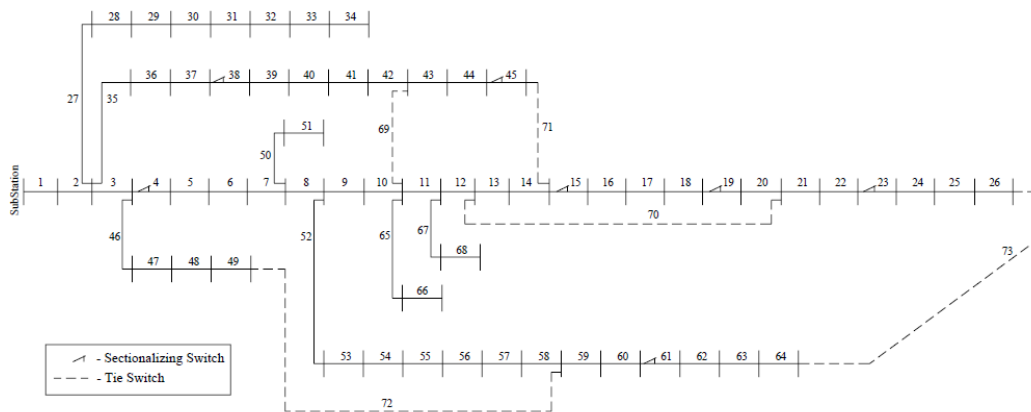 28 29 30 31 32 33 34
36 37 38 39 40 41 42 43 44 45
27 35
51
69 71
50
SubStation 1 2 3 4 5 6 7 8 9 10 11 12 13 14 15 16 17 18 19 20 21 22 23 24 25 26
70
46 52 65 67
68 73
47 48 49
66
53 54 55 56 57 58 59 60 61 62 63 64
- Sectionalizing Switch
- Tie Switch
72